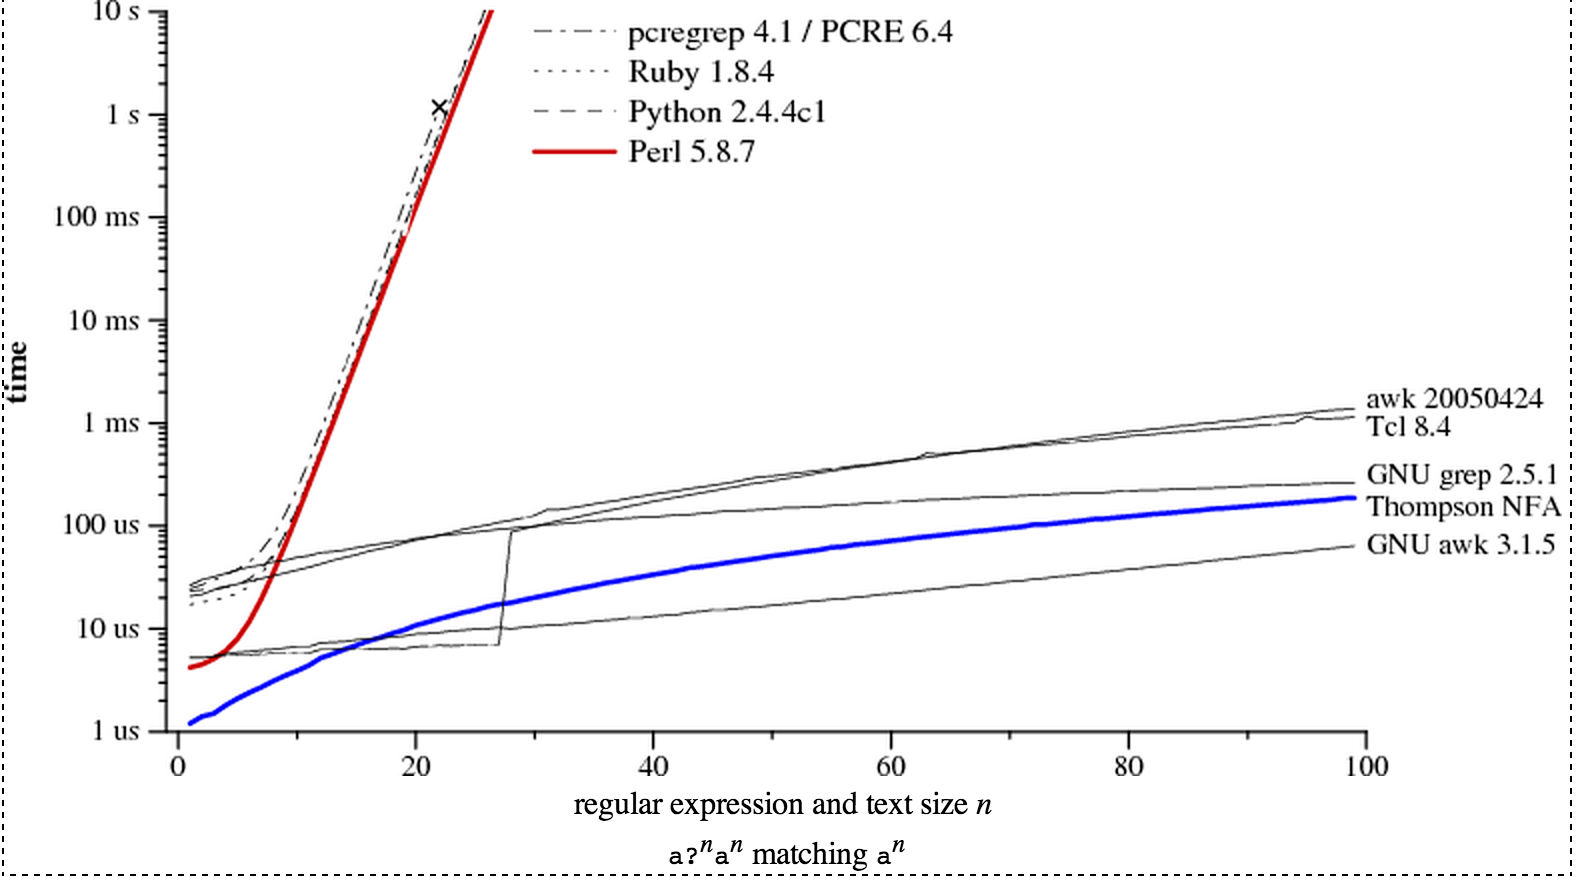 10 s
pcregrep 4.1 / PCRE 6.4
Ruby 1.8.4
1 s
Python 2.4.4c1
Perl 5.8.7
100 ms
10 ms
time
awk 20050424
1 ms
Tcl 8.4
GNU grep 2.5.1
Thompson NFA
100 us
GNU awk 3.1.5
10 us
1 us
0 20 40 60 80 100
regular expression and text size n
a?ⁿaⁿ matching aⁿ